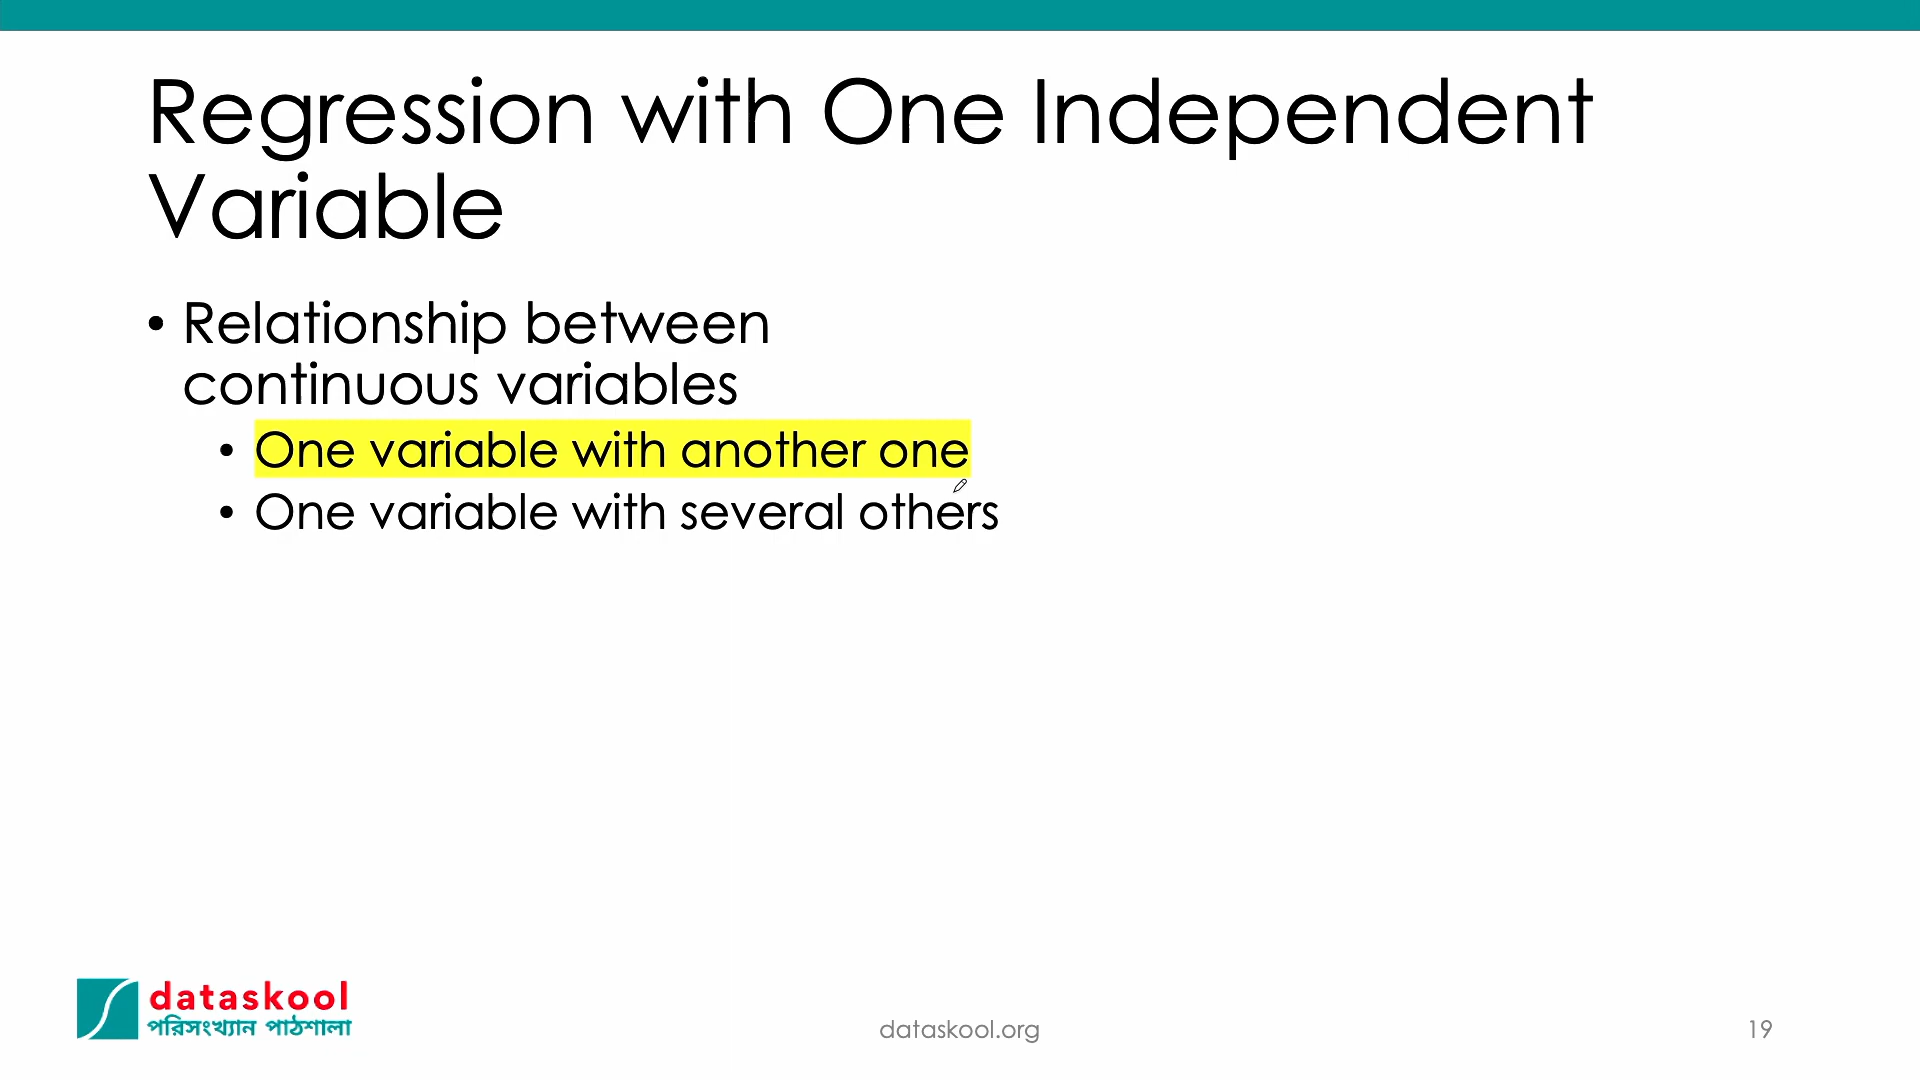 Regression with One Independent
Variable
• Relationship between
continuous variables
• One variable with another one
• One variable with several others
dataskool
পরিসংখ্যান পাঠশালা
dataskool.org
19